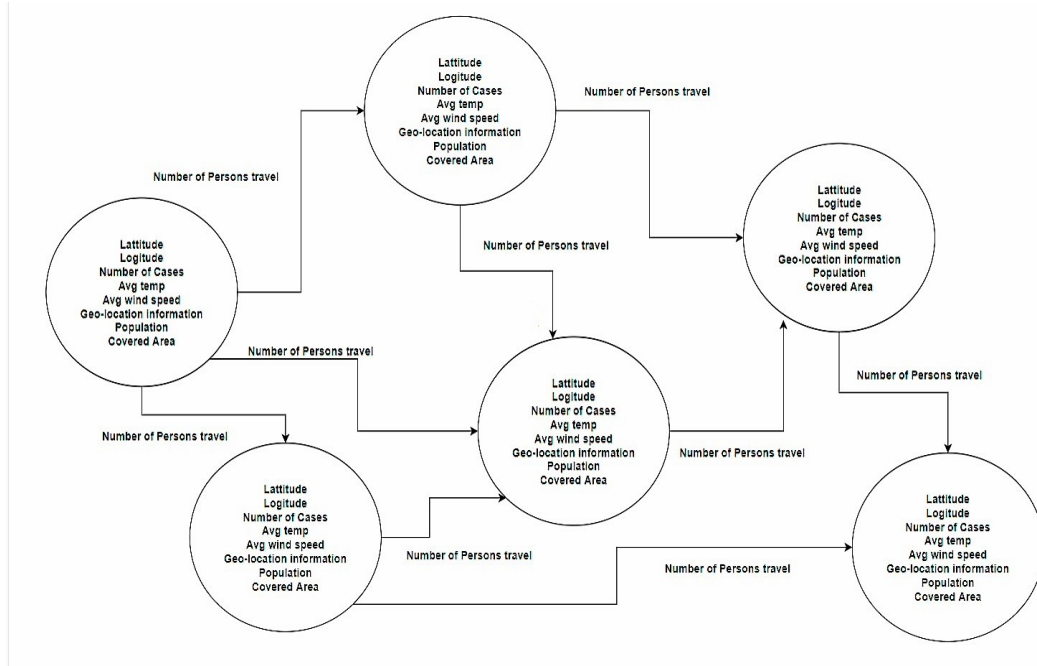 Lattitude
Logitude
Number of Cases
Avg temp
Avg wind speed
Geo-location information
Population
Covered Area
Number of Persons travel
Number of Persons travel
Lattitude
Logitude
Number of Cases
Avg temp
Avg wind speed
Geo-location information
Population
Covered Area
Number of Persons travel
Lattitude
Logitude
Number of Cases
Avg temp
Avg wind speed
Geo-location information
Population
Covered Area
Number of Persons travel
Number of Persons travel
Lattitude
Logitude
Number of Cases
Avg temp
Avg wind speed
Geo-location information
Population
Covered Area
Number of Persons travel
Number of Persons travel
Number of Persons travel
Lattitude
Logitude
Number of Cases
Avg temp
Avg wind speed
Geo-location information
Population
Covered Area
Number of Persons travel
Number of Persons travel
Lattitude
Logitude
Number of Cases
Avg temp
Avg wind speed
Geo-location information
Population
Covered Area